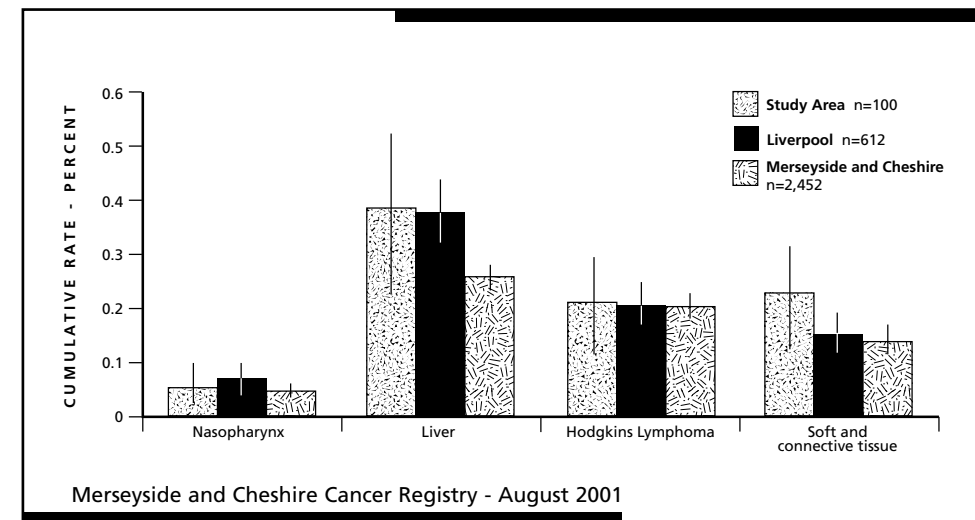 CUMULATIVE RATE - PERCENT
0.6
0.5
0.4
0.3
0.2
0.1
0
Study Area n=100
Liverpool n=612
Merseyside and Cheshire
n=2,452
Nasopharynx
Liver
Hodgkins Lymphoma
Soft and
connective tissue
Merseyside and Cheshire Cancer Registry - August 2001